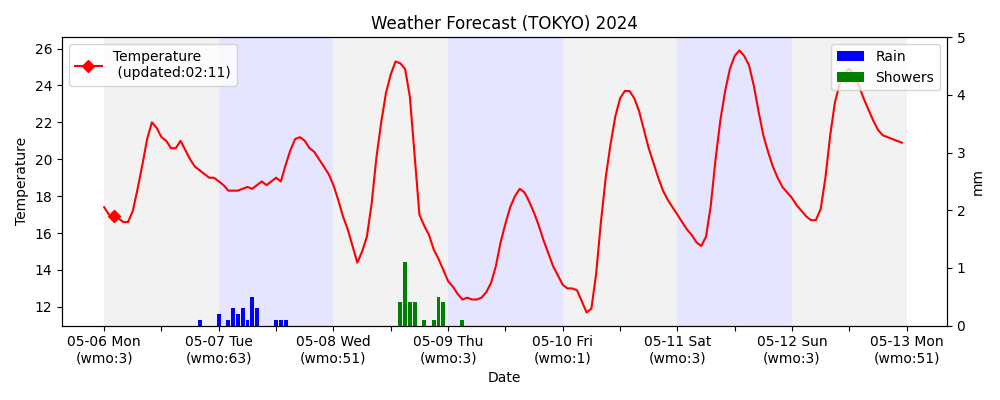 Weather Forecast (TOKYO) 2024
Temperature
(updated:02:11)
Rain
Showers
Temperature
26
24
22
20
18
16
14
12
5
4
3
2
1
0
mm
05-06 Mon
(wmo:3)
05-07 Tue
(wmo:63)
05-08 Wed
(wmo:51)
05-09 Thu
(wmo:3)
05-10 Fri
(wmo:1)
05-11 Sat
(wmo:3)
05-12 Sun
(wmo:3)
05-13 Mon
(wmo:51)
Date